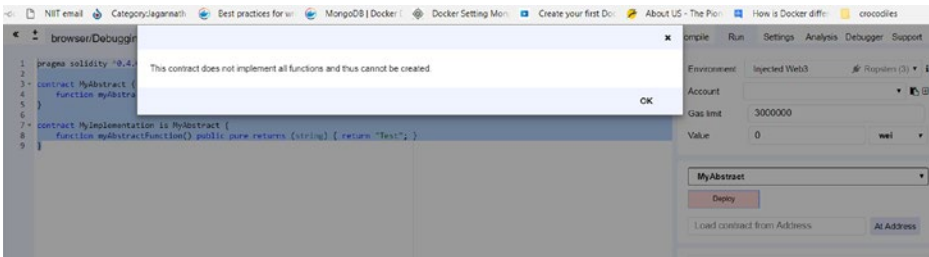 NIIT email CategoryJagannath Best practices for wr MongoDB | Docker Docker Setting Mon Create your first Doc About US - The Pion How is Docker differ crocodiles
browser/Debuggin
ompile Run Settings Analysis Debugger Support
This contract does not implement all functions and thus cannot be created.
OK
1 pragma solidity ^0.4.
2
3 contract MyAbstract {
4 function myAbstra
5 }
6
7 contract MyImplementation is MyAbstract {
8 function myAbstractFunction() public pure returns (string) { return "Test"; }
9 }
Environment Injected Web3 Ropsten (3)
Account
Gas limit 3000000
Value 0 wei
MyAbstract
Deploy
Load contract from Address At Address